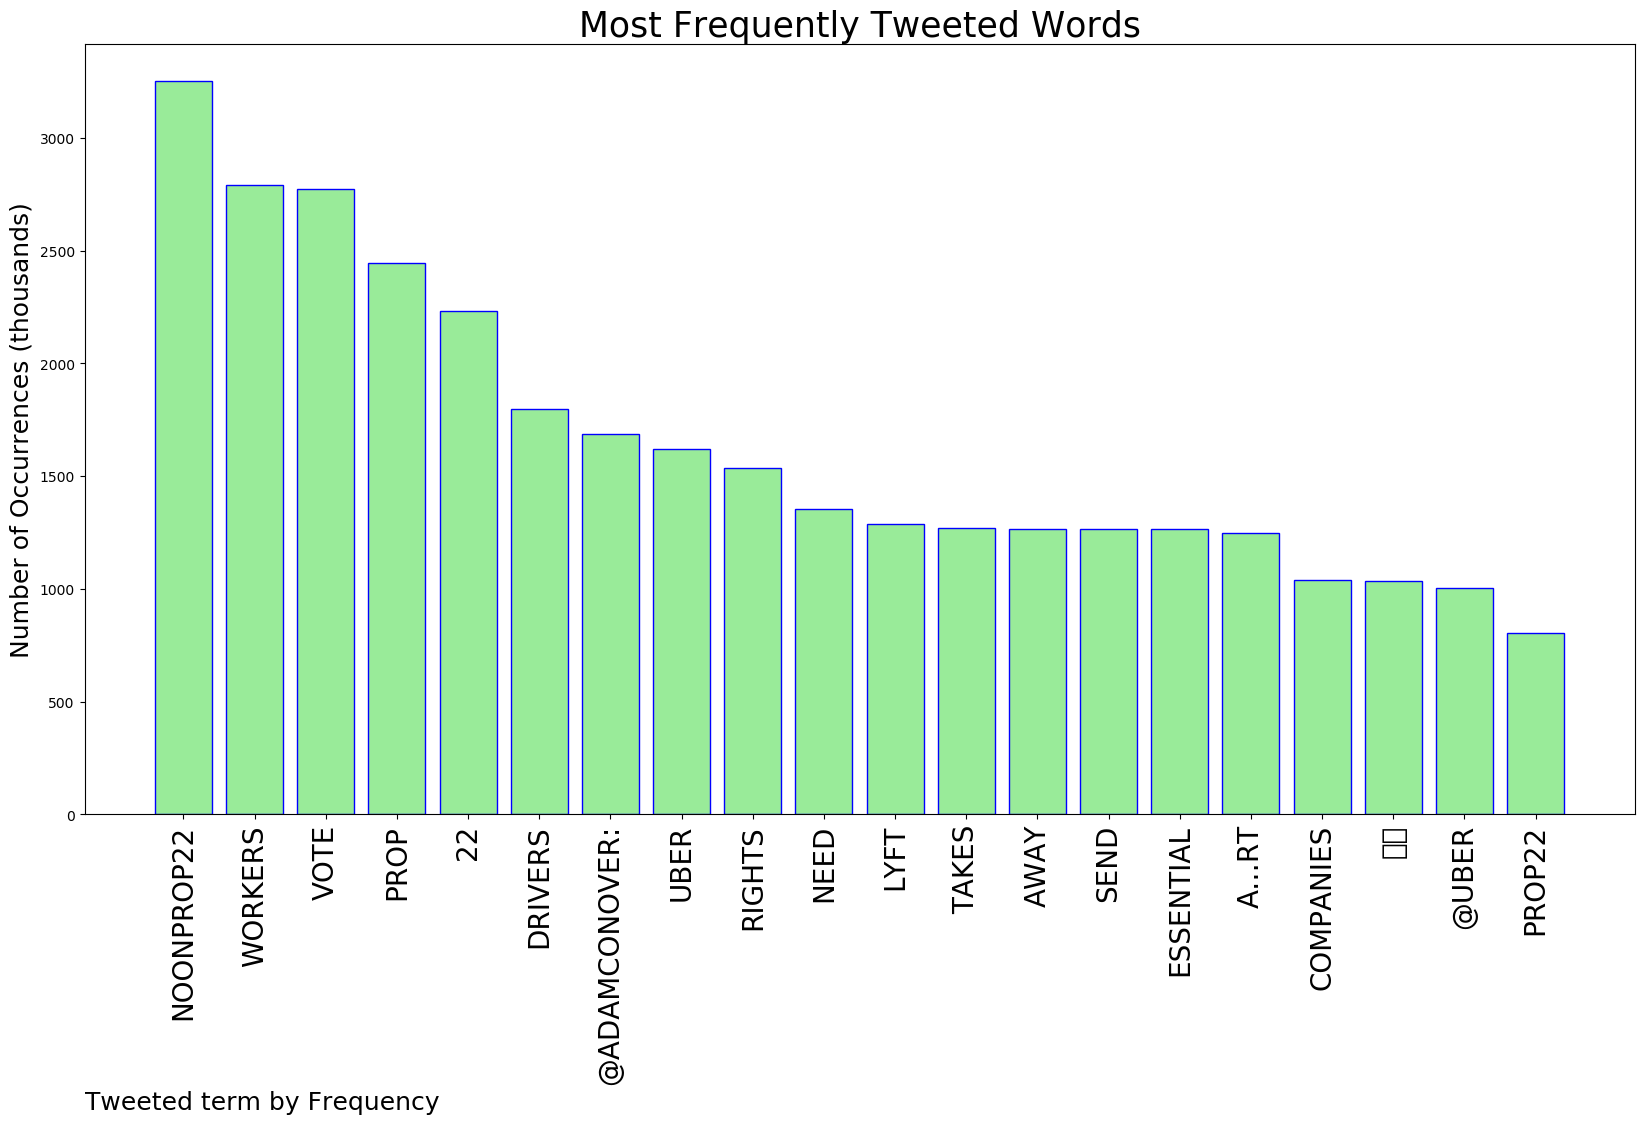 Most Frequently Tweeted Words
Number of Occurrences (thousands)
3000
2500
2000
1500
1000
500
0
NOONPROP22
WORKERS
VOTE
PROP
22
DRIVERS
@ADAMCONOVER:
UBER
RIGHTS
NEED
LYFT
TAKES
AWAY
SEND
ESSENTIAL
A...RT
COMPANIES
@UBER
PROP22
Tweeted term by Frequency